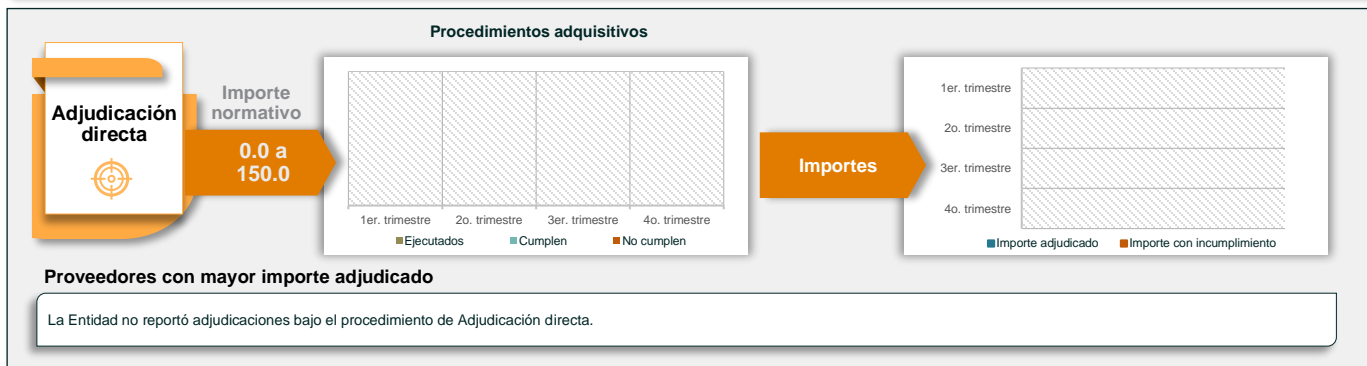 Procedimientos adquisitivos
Adjudicación
directa
Importe
normativo
0.0 a
150.0
1er. trimestre 2o. trimestre 3er. trimestre 4o. trimestre
Ejecutados Cumplen No cumplen
Importes
1er. trimestre
2o. trimestre
3er. trimestre
4o. trimestre
Importe adjudicado Importe con incumplimiento
Proveedores con mayor importe adjudicado
La Entidad no reportó adjudicaciones bajo el procedimiento de Adjudicación directa.